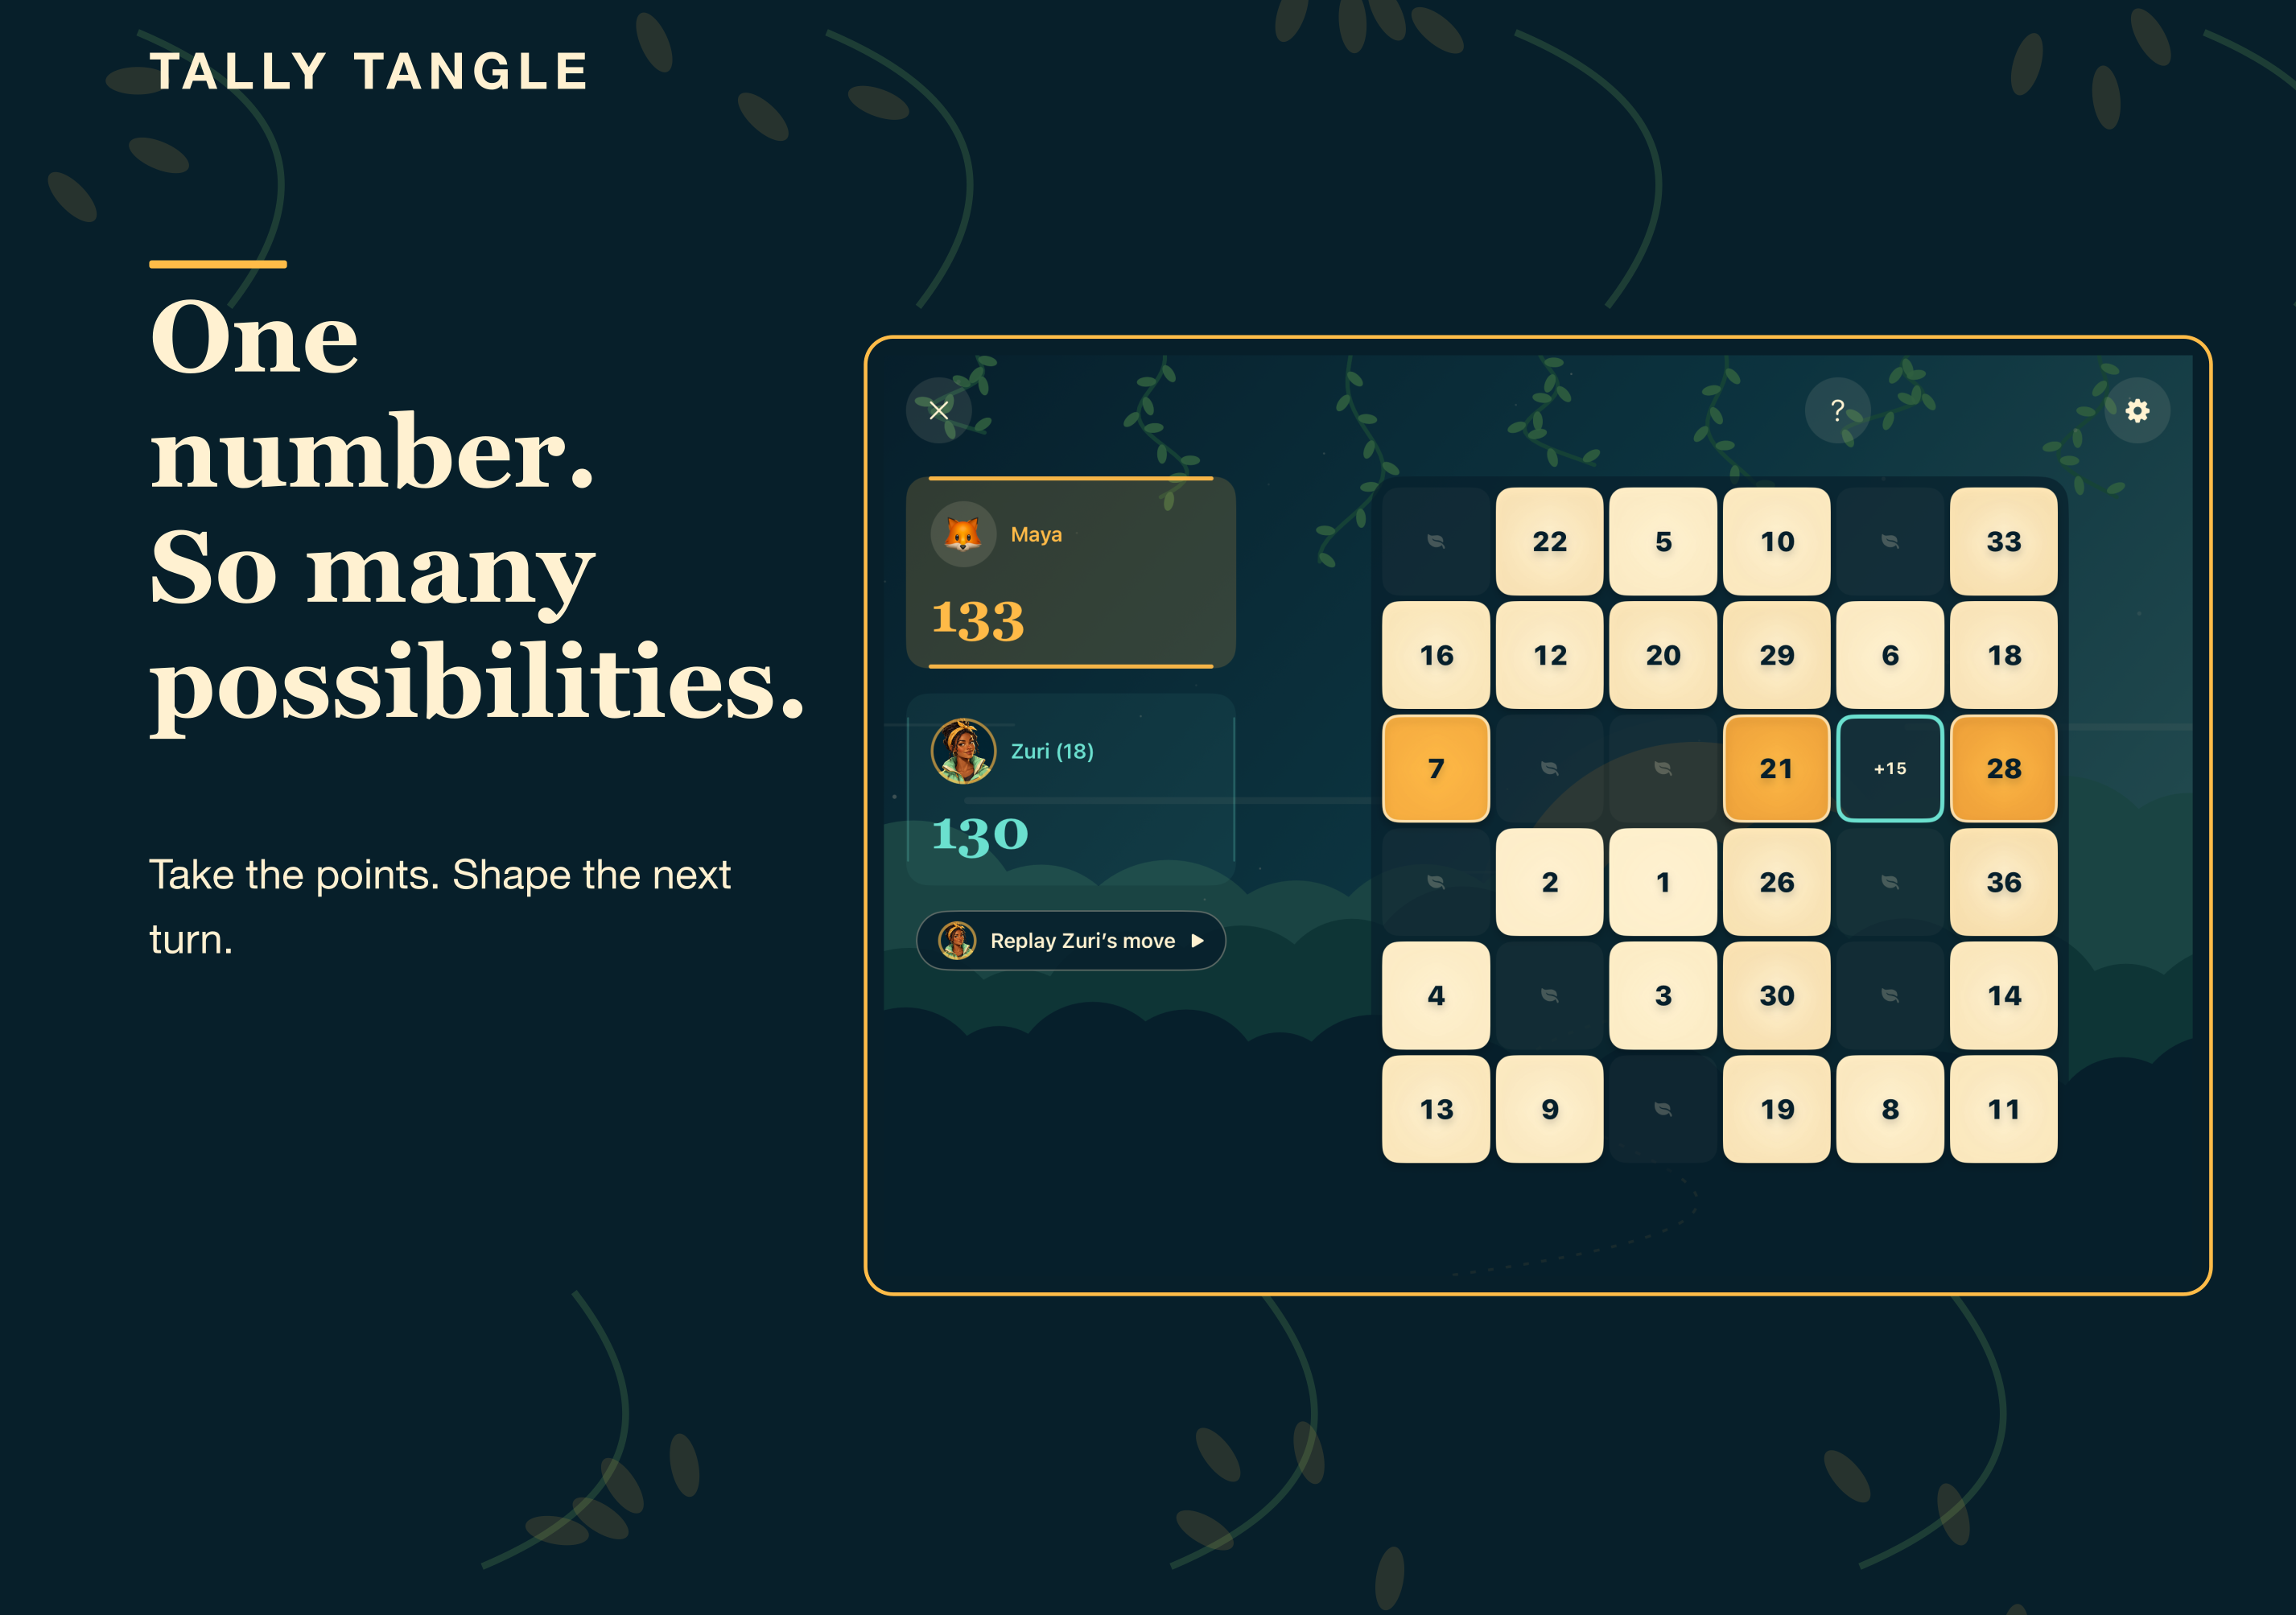 TALLY TANGLE
One
number.
So many
possibilities.
Take the points. Shape the next
turn.
?
Maya
133
Zuri (18)
130
Replay Zuri’s move
22 5 10 33
16 12 20 29 6 18
7 21 +15 28
2 1 26 36
4 3 30 14
13 9 19 8 11